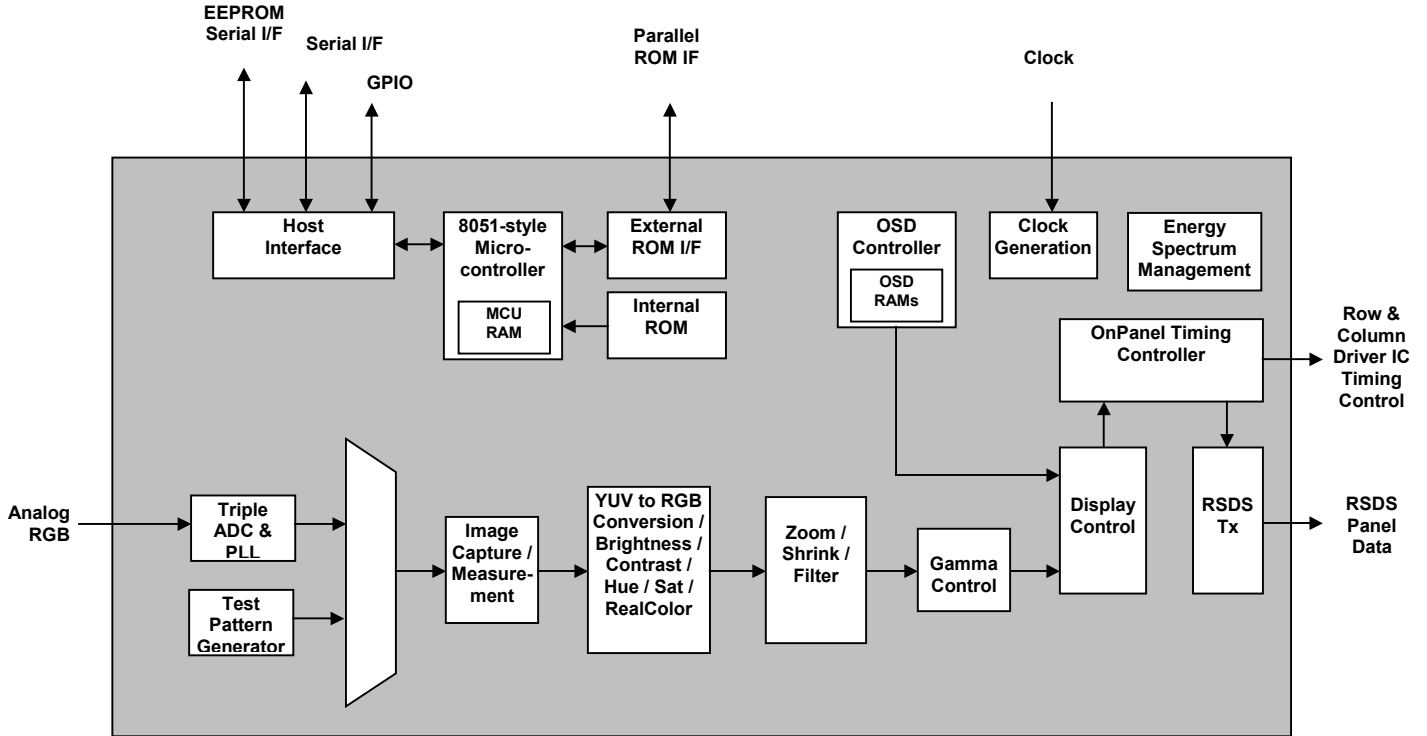 EEPROM
Serial I/F
Serial I/F
GPIO
Parallel
ROM IF
Clock
Host
Interface
8051-style
Micro-
controller
MCU
RAM
External
ROM I/F
Internal
ROM
OSD
Controller
OSD
RAMs
Clock
Generation
Energy
Spectrum
Management
OnPanel Timing
Controller
Row &
Column
Driver IC
Timing
Control
Analog
RGB
Triple
ADC &
PLL
Test
Pattern
Generator
Image
Capture /
Measure-
ment
YUV to RGB
Conversion /
Brightness /
Contrast /
Hue / Sat /
RealColor
Zoom /
Shrink /
Filter
Gamma
Control
Display
Control
RSDS
Tx
RSDS
Panel
Data